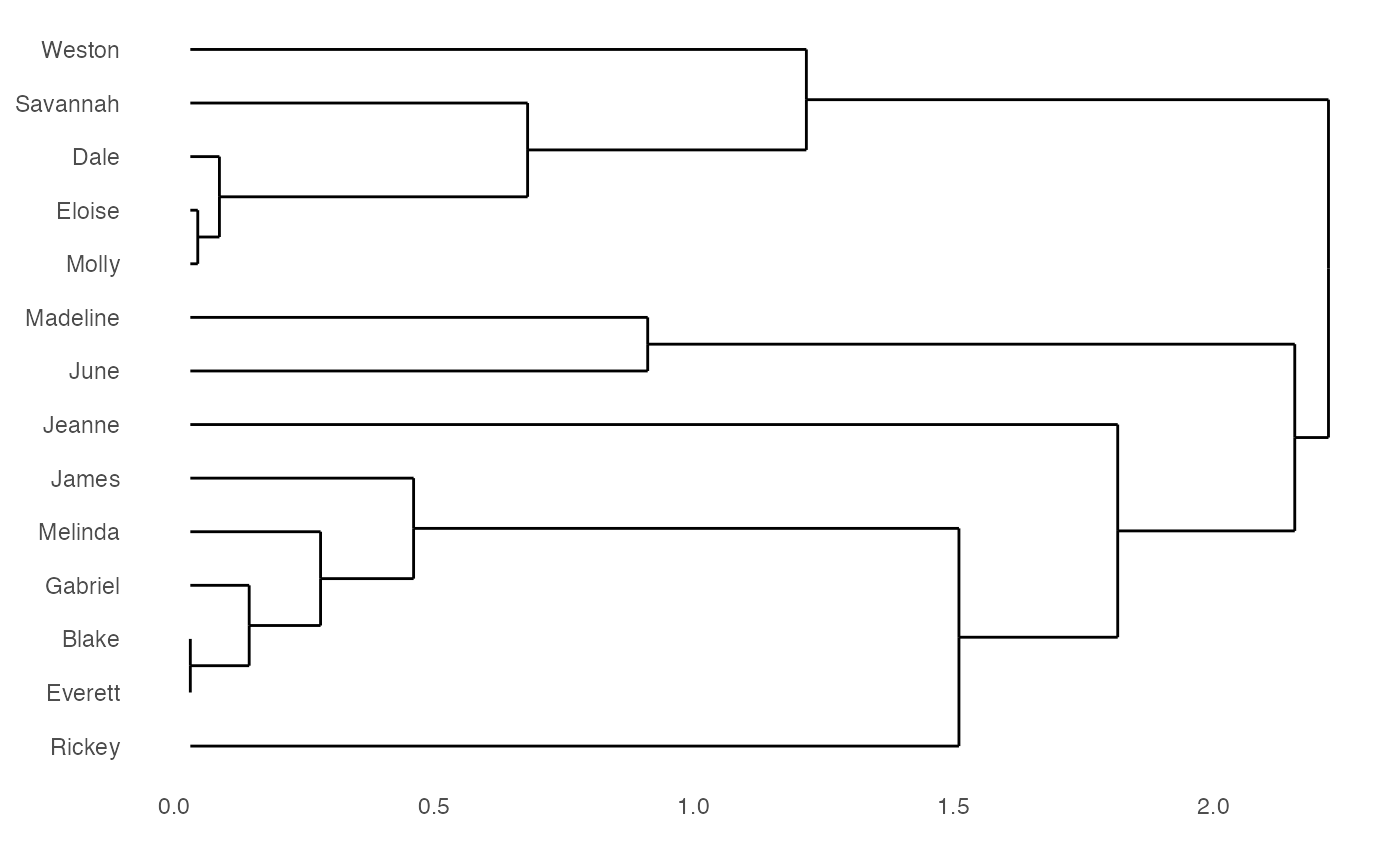 Weston
Savannah
Dale
Eloise
Molly
Madeline
June
Jeanne
James
Melinda
Gabriel
Blake
Everett
Rickey
0.0 0.5 1.0 1.5 2.0